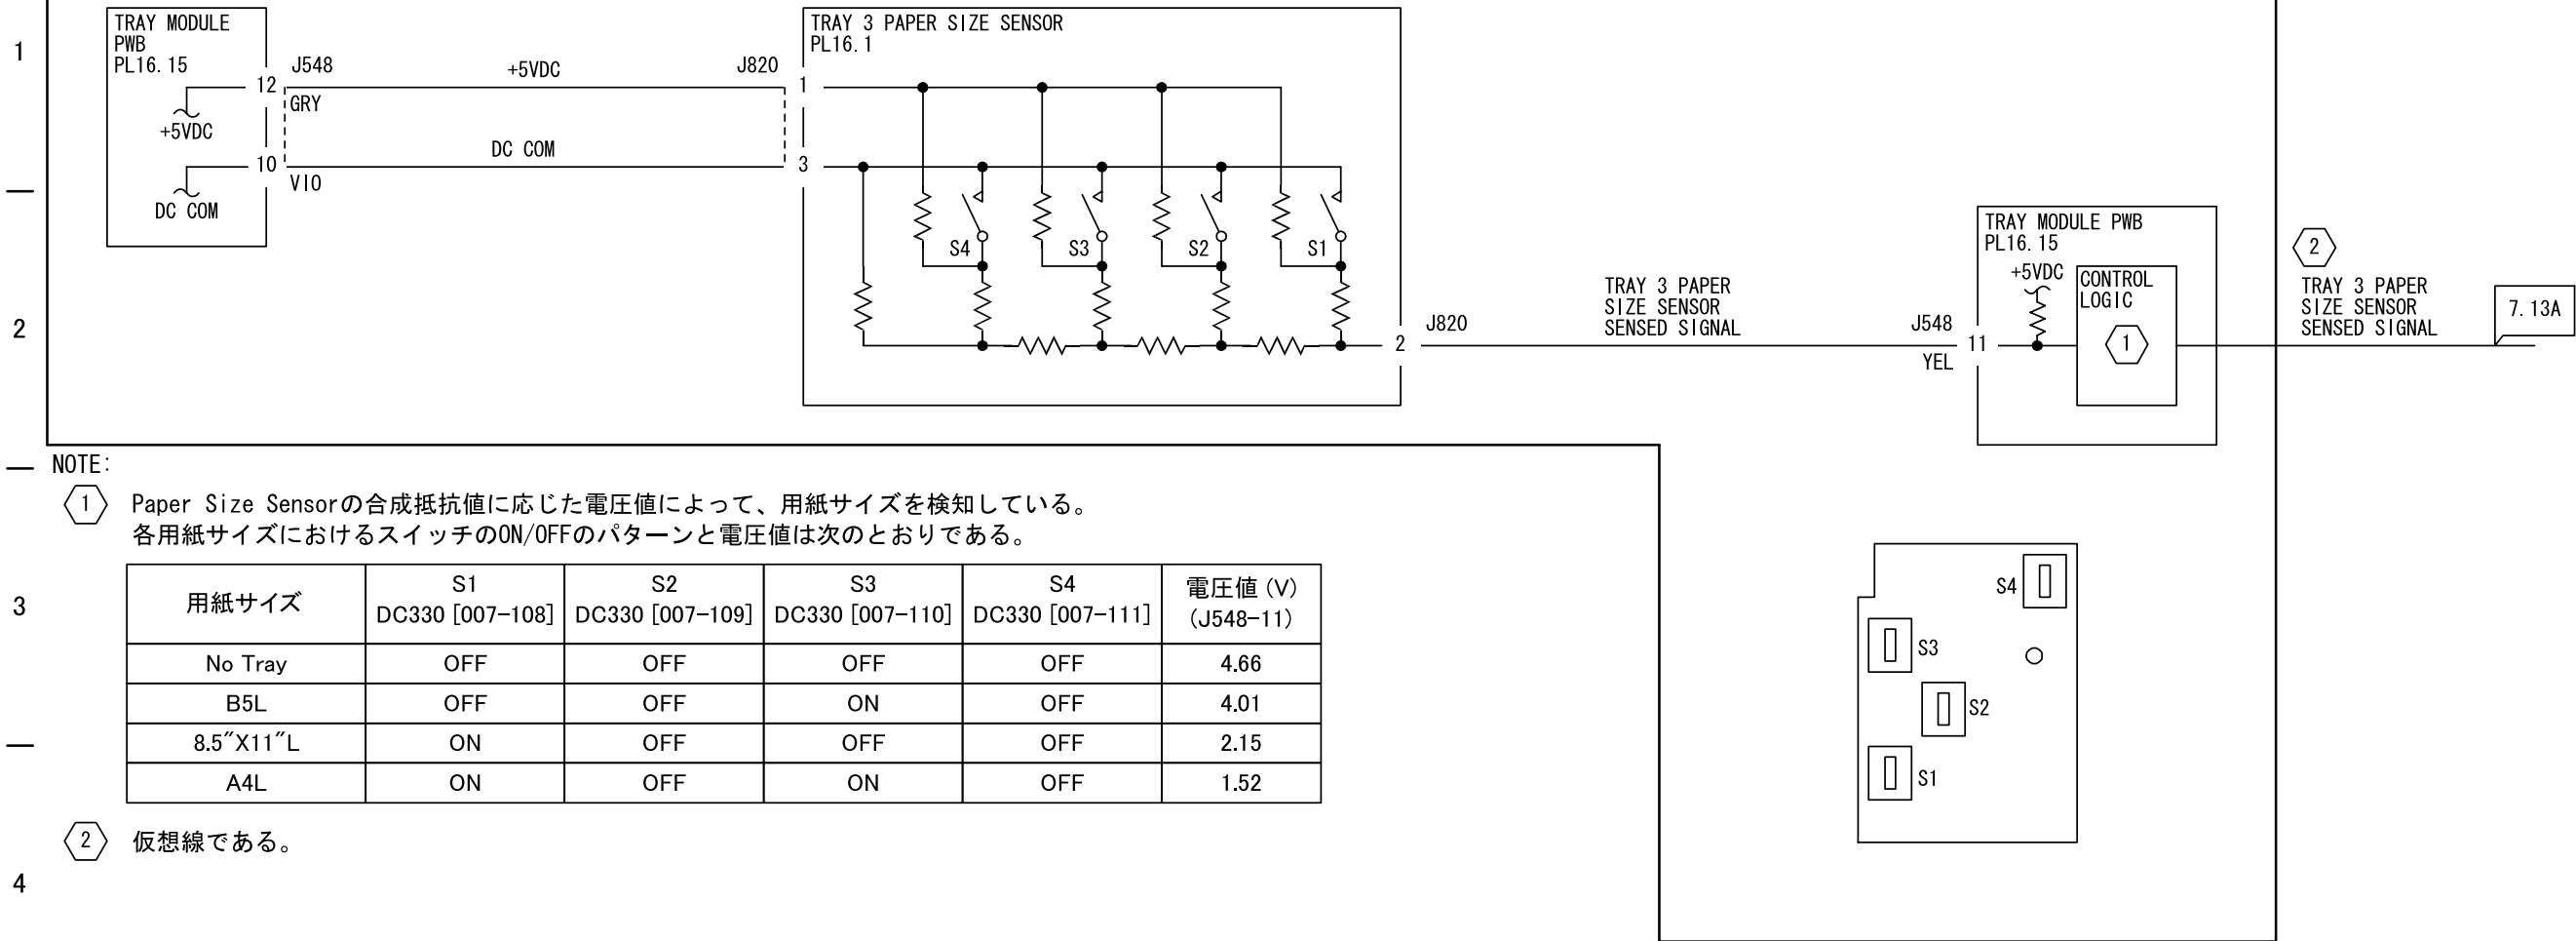 1
TRAY MODULE
PWB
PL16.15
12
J548
+5VDC
J820
1
GRY
+5VDC
10
DC COM
3
VIO
DC COM
TRAY 3 PAPER SIZE SENSOR
PL16.1
S4
S3
S2
S1
2
2
J820
TRAY 3 PAPER
SIZE SENSOR
SENSED SIGNAL
J548
11
YEL
TRAY MODULE PWB
PL16.15
+5VDC
CONTROL
LOGIC
1
2
TRAY 3 PAPER
SIZE SENSOR
SENSED SIGNAL
7.13A
NOTE:
1 Paper Size Sensorの合成抵抗値に応じた電圧値によって、用紙サイズを検知している。
各用紙サイズにおけるスイッチのON/OFFのパターンと電圧値は次のとおりである。
3
用紙サイズ
S1
DC330 [007-108]
S2
DC330 [007-109]
S3
DC330 [007-110]
S4
DC330 [007-111]
電圧値(V)
(J548-11)
No Tray OFF OFF OFF OFF 4.66
B5L OFF OFF ON OFF 4.01
8.5"X11"L ON OFF OFF OFF 2.15
A4L ON OFF ON OFF 1.52
2 仮想線である。
4
S4
S3
S2
S1